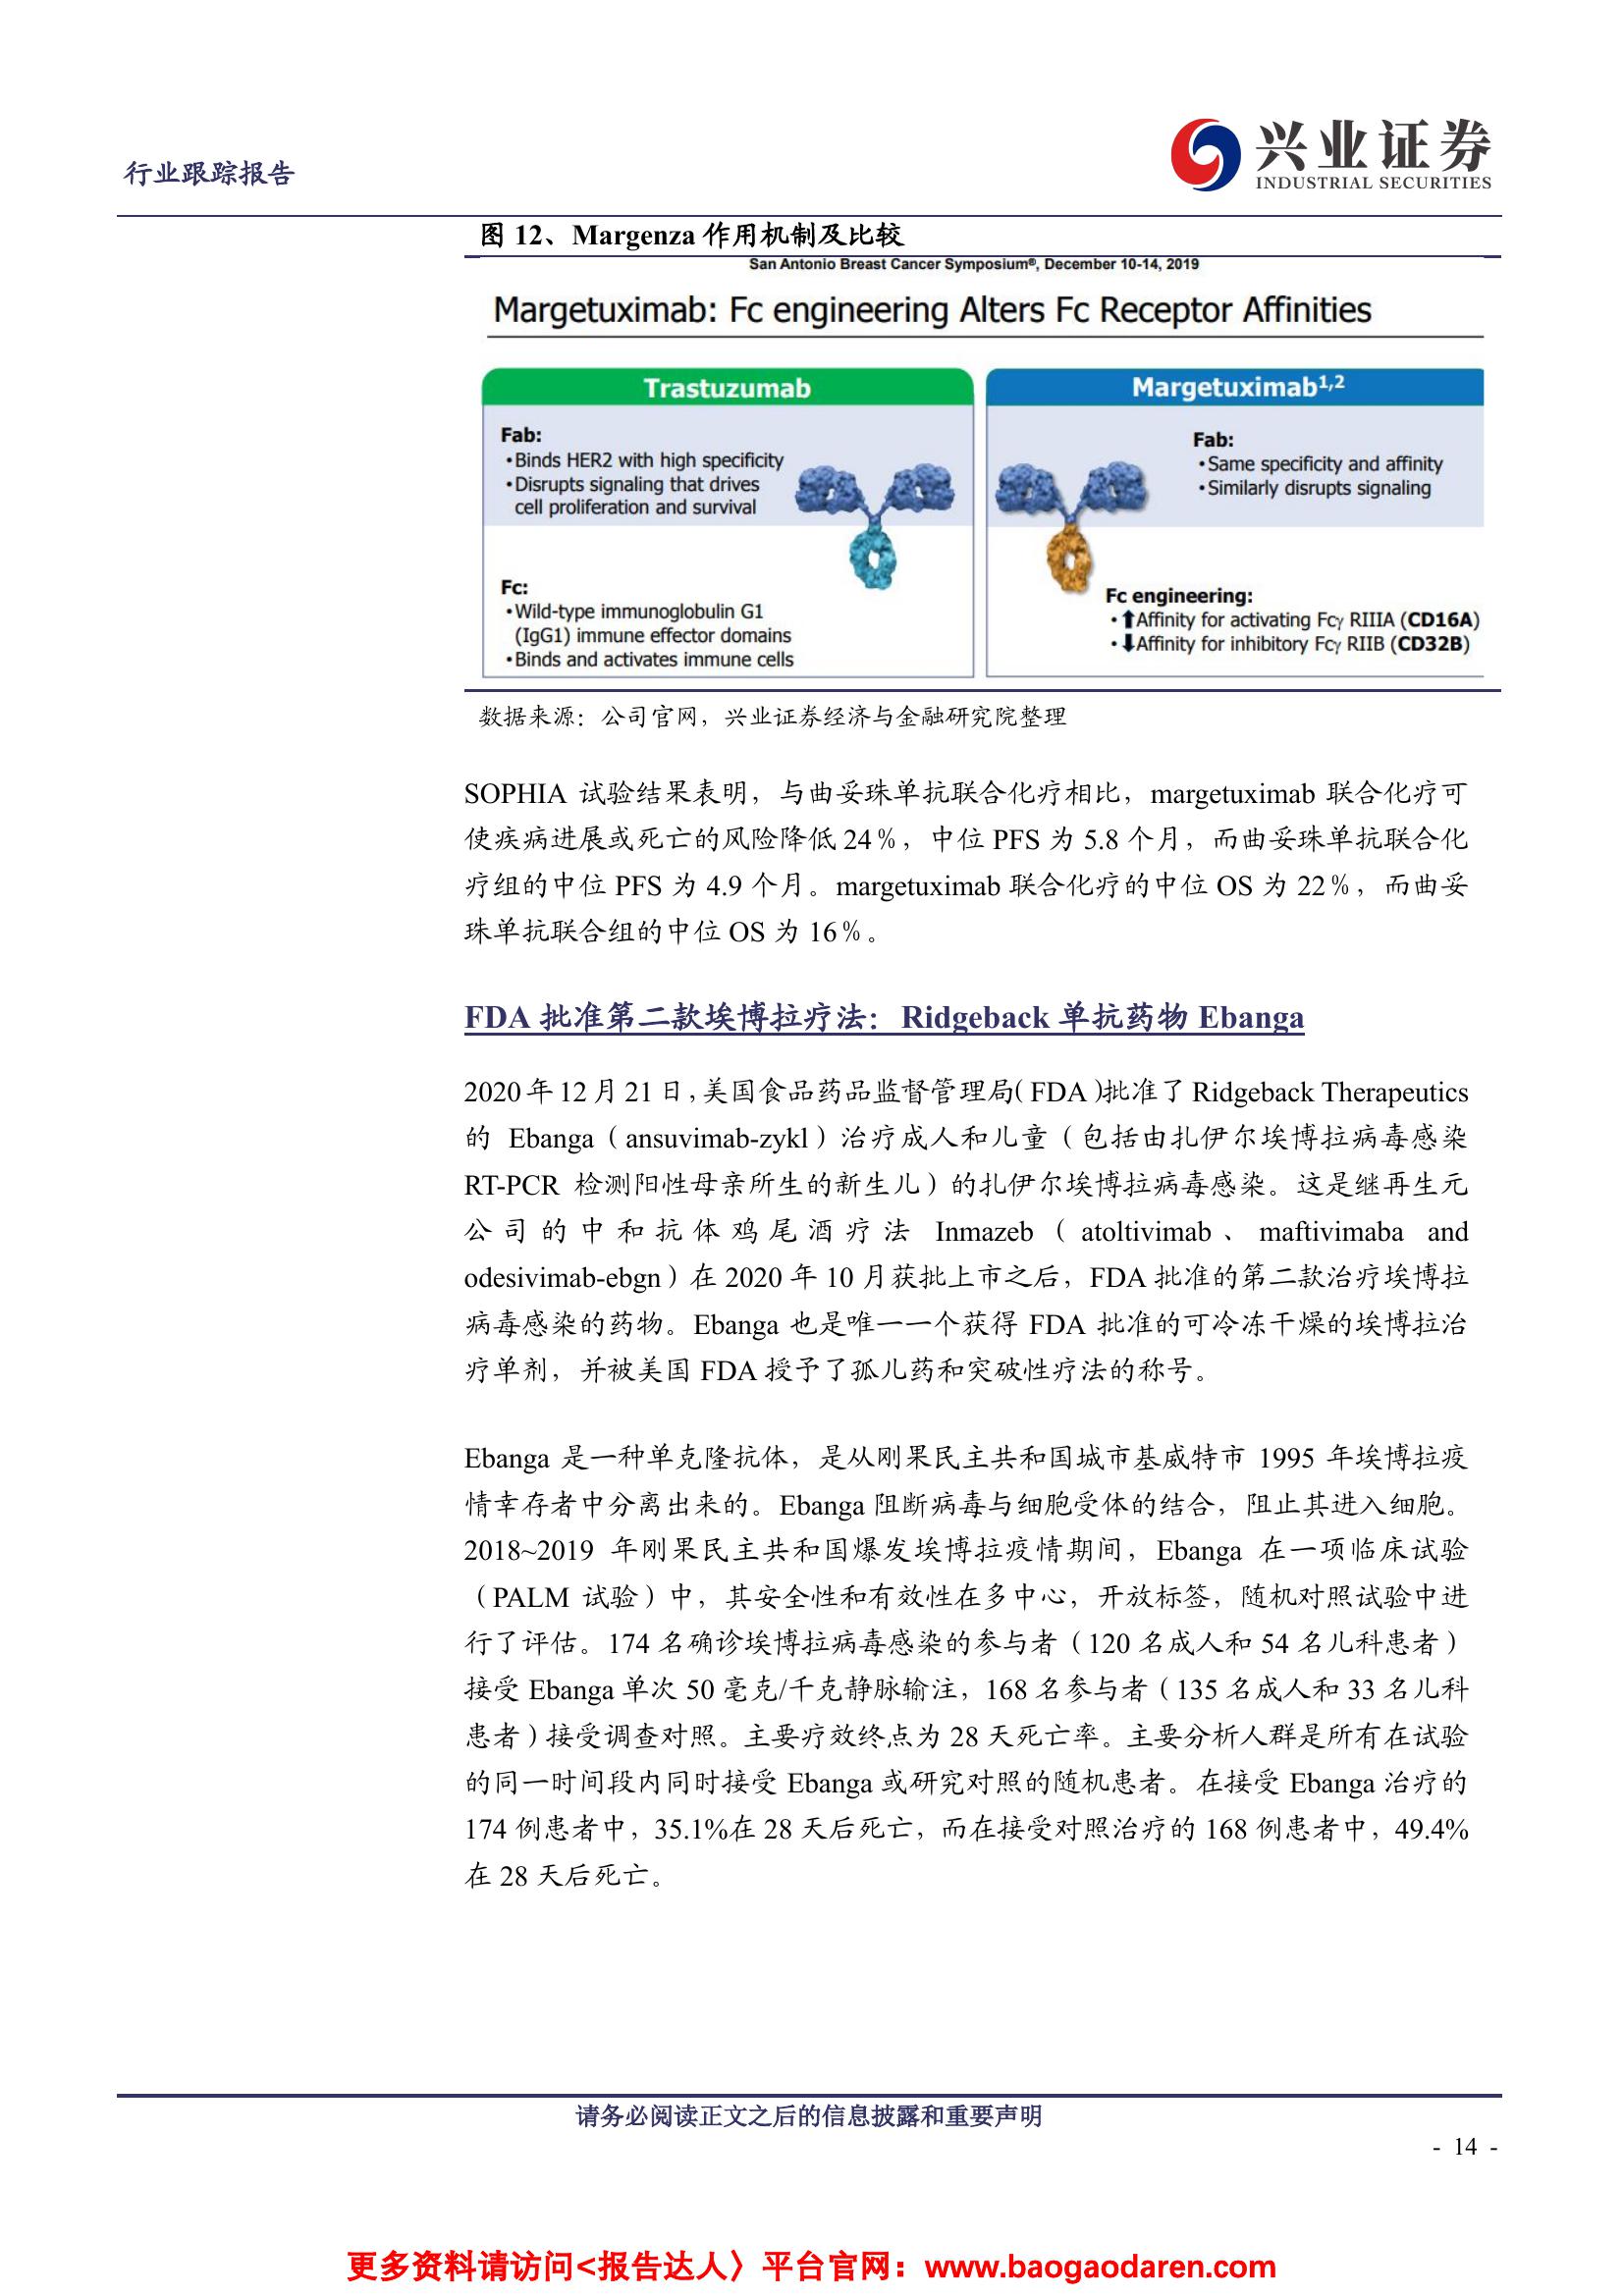 行业跟踪报告
兴业证券
INDUSTRIAL SECURITIES
图 12、Margenza 作用机制及比较
San Antonio Breast Cancer Symposium®, December 10-14, 2019
Margetuximab: Fc engineering Alters Fc Receptor Affinities
Trastuzumab
Fab:
•Binds HER2 with high specificity
•Disrupts signaling that drives
cell proliferation and survival
Fc:
•Wild-type immunoglobulin G1
(IgG1) immune effector domains
•Binds and activates immune cells
Margetuximab1,2
Fab:
•Same specificity and affinity
•Similarly disrupts signaling
Fc engineering:
•⬆Affinity for activating Fcγ RIIIA (CD16A)
•⬇Affinity for inhibitory Fcγ RIIB (CD32B)
数据来源：公司官网，兴业证券经济与金融研究院整理
SOPHIA 试验结果表明，与曲妥珠单抗联合化疗相比，margetuximab 联合化疗可
使疾病进展或死亡的风险降低 24％，中位 PFS 为 5.8 个月，而曲妥珠单抗联合化
疗组的中位 PFS 为 4.9 个月。margetuximab 联合化疗的中位 OS 为 22％，而曲妥
珠单抗联合组的中位 OS 为 16％。
FDA 批准第二款埃博拉疗法：Ridgeback 单抗药物 Ebanga
2020 年 12 月 21 日，美国食品药品监督管理局（FDA）批准了 Ridgeback Therapeutics
的 Ebanga（ansuvimab-zykl）治疗成人和儿童（包括由扎伊尔埃博拉病毒感染
RT-PCR 检测阳性母亲所生的新生儿）的扎伊尔埃博拉病毒感染。这是继再生元
公司的中和抗体鸡尾酒疗法 Inmazeb（atoltivimab、maftivimaba and
odesivimab-ebgn）在 2020 年 10 月获批上市之后，FDA 批准的第二款治疗埃博拉
病毒感染的药物。Ebanga 也是唯一一个获得 FDA 批准的可冷冻干燥的埃博拉治
疗单剂，并被美国 FDA 授予了孤儿药和突破性疗法的称号。
Ebanga 是一种单克隆抗体，是从刚果民主共和国城市基威特市 1995 年埃博拉疫
情幸存者中分离出来的。Ebanga 阻断病毒与细胞受体的结合，阻止其进入细胞。
2018~2019 年刚果民主共和国爆发埃博拉疫情期间，Ebanga 在一项临床试验
（PALM 试验）中，其安全性和有效性在多中心，开放标签，随机对照试验中进
行了评估。174 名确诊埃博拉病毒感染的参与者（120 名成人和 54 名儿科患者）
接受 Ebanga 单次 50 毫克/千克静脉输注，168 名参与者（135 名成人和 33 名儿科
患者）接受调查对照。主要疗效终点为 28 天死亡率。主要分析人群是所有在试验
的同一时间段内同时接受 Ebanga 或研究对照的随机患者。在接受 Ebanga 治疗的
174 例患者中，35.1%在 28 天后死亡，而在接受对照治疗的 168 例患者中，49.4%
在 28 天后死亡。
请务必阅读正文之后的信息披露和重要声明
- 14 -
更多资料请访问<报告达人〉平台官网：www.baogaodaren.com